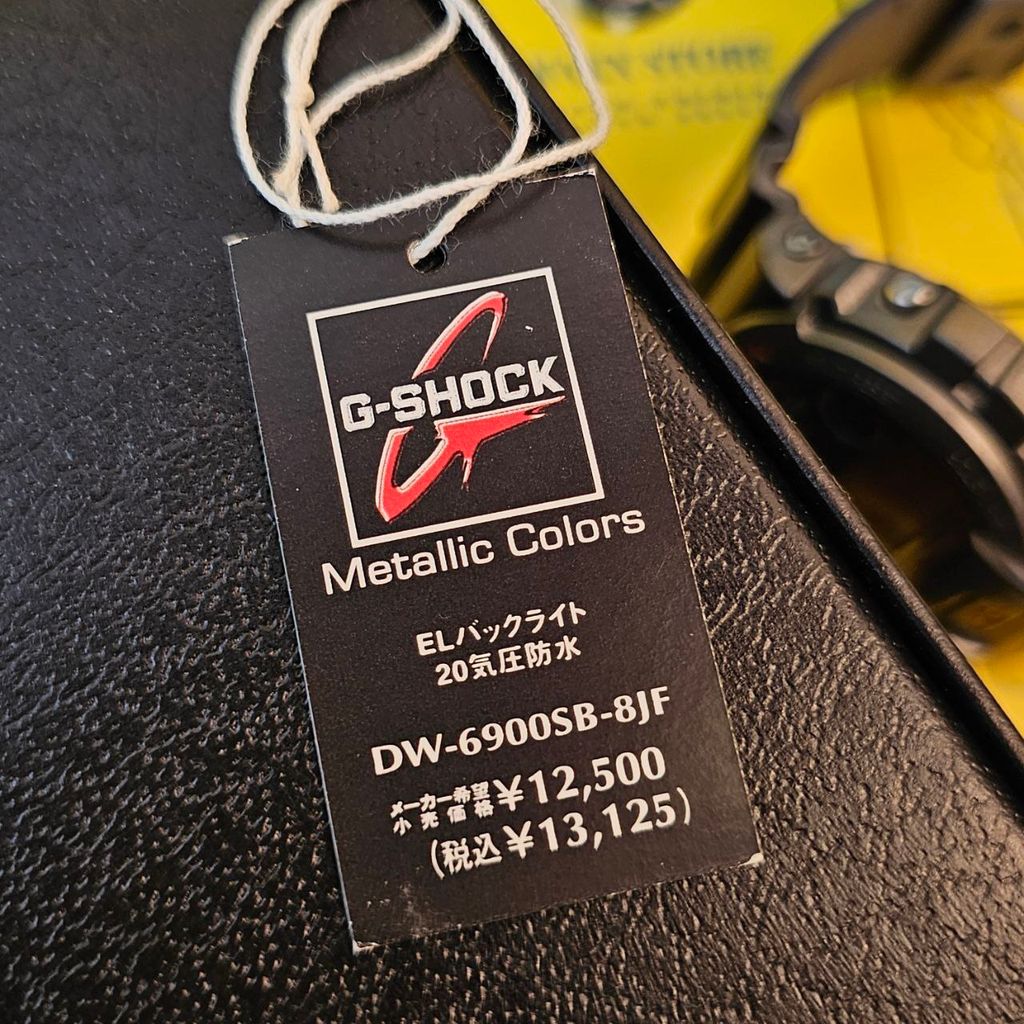 G-SHOCK
Metallic Colors
ELバックライト
20気圧防水
DW-6900SB-8JF
メーカー希望
小売価格 ¥12,500
(税込¥13,125)